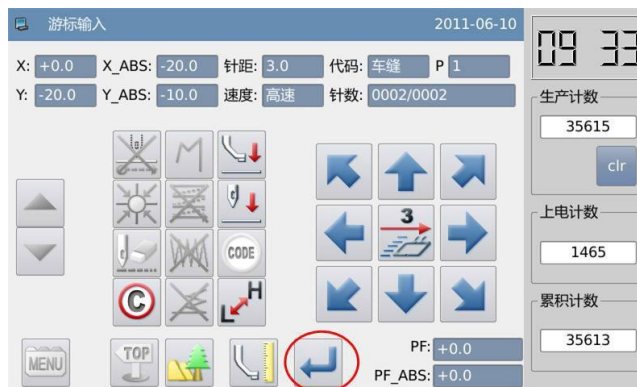 游标输入 2011-06-10
09 33
X: +0.0 X_ABS: -20.0 针距: 3.0 代码: 车缝 P 1
Y: -20.0 Y_ABS: -10.0 速度: 高速 针数: 0002/0002
生产计数
35615
clr
上电计数
1465
累积计数
35613
3
CODE
C
L H
MENU
TOP
PF: +0.0
PF_ABS: +0.0